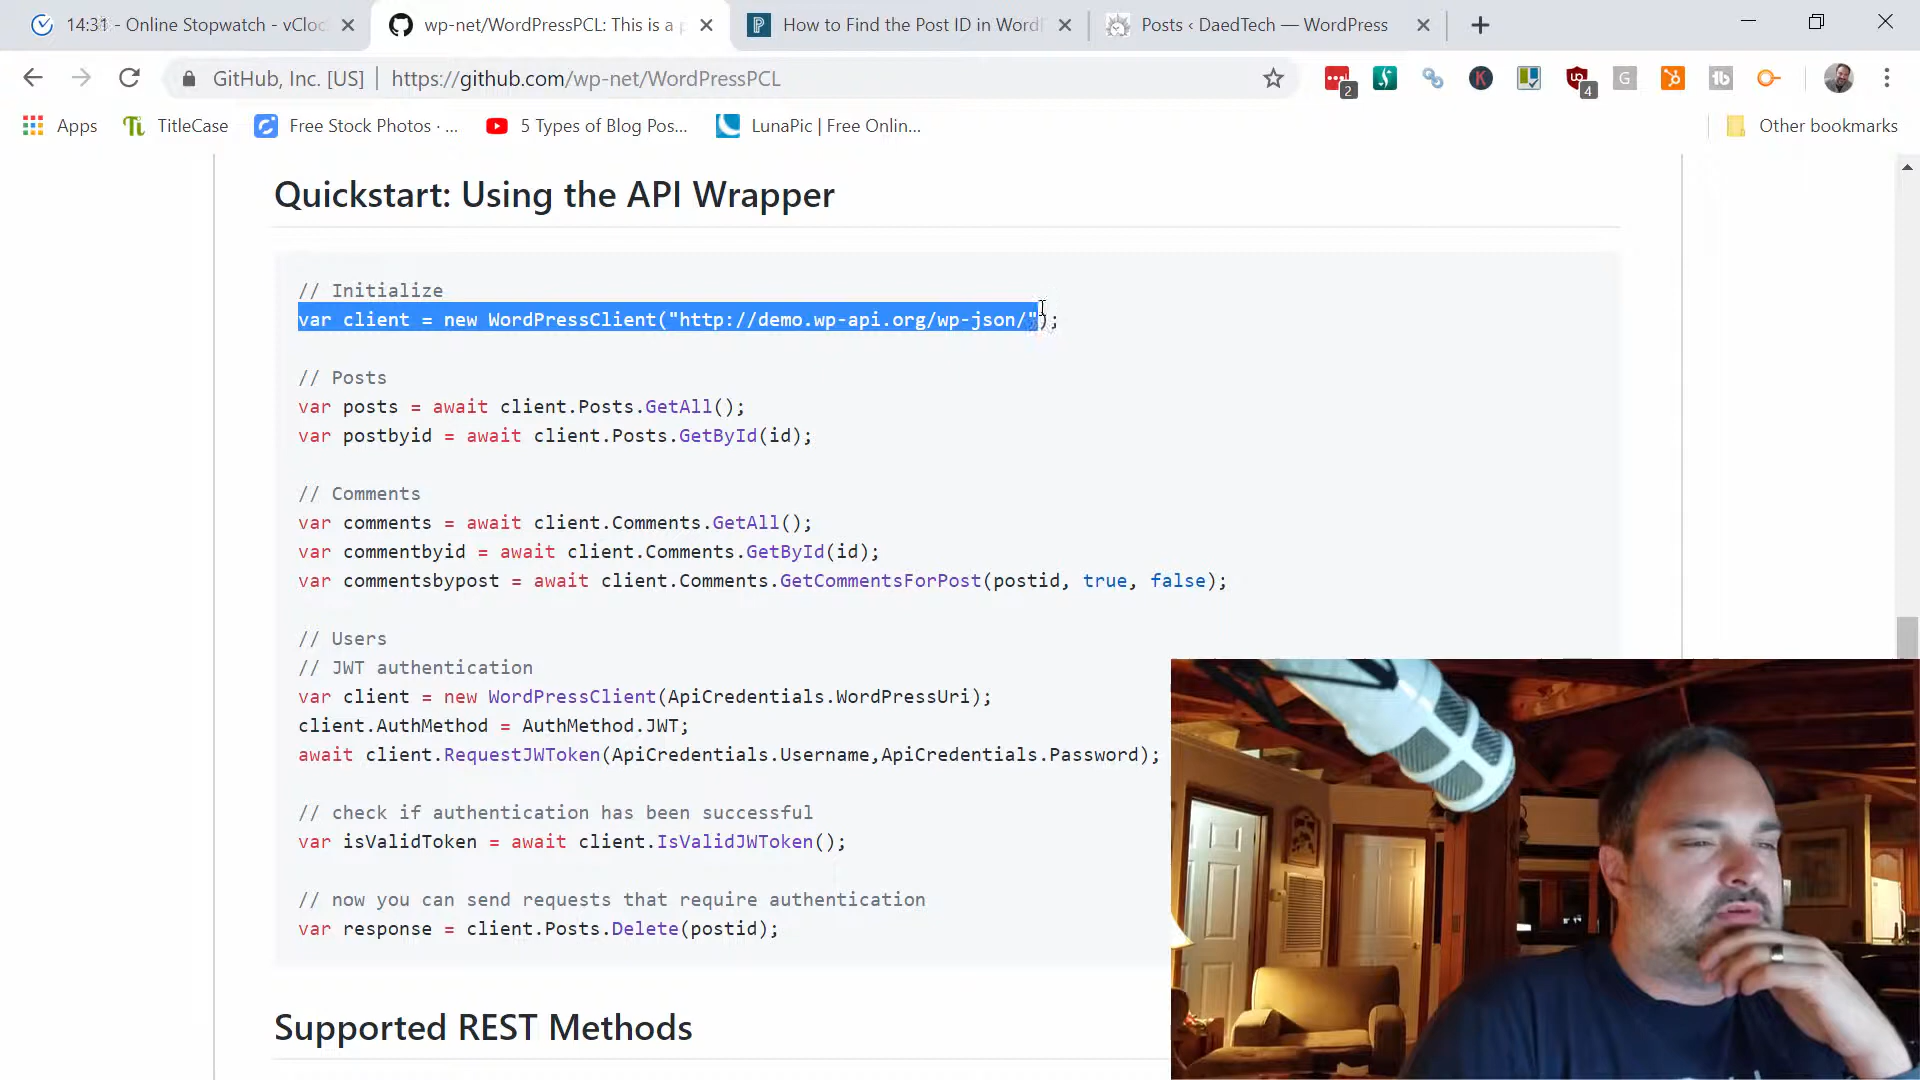 14:31 - Online Stopwatch - vCloc
wp-net/WordPressPCL: This is a p
How to Find the Post ID in WordP
Posts ‹ DaedTech — WordPress
GitHub, Inc. [US] | https://github.com/wp-net/WordPressPCL
2
4
Apps
TitleCase
Free Stock Photos · ...
5 Types of Blog Pos...
LunaPic | Free Onlin...
Other bookmarks
Quickstart: Using the API Wrapper
// Initialize
var client = new WordPressClient("http://demo.wp-api.org/wp-json/");
// Posts
var posts = await client.Posts.GetAll();
var postbyid = await client.Posts.GetById(id);
// Comments
var comments = await client.Comments.GetAll();
var commentbyid = await client.Comments.GetById(id);
var commentsbypost = await client.Comments.GetCommentsForPost(postid, true, false);
// Users
// JWT authentication
var client = new WordPressClient(ApiCredentials.WordPressUri);
client.AuthMethod = AuthMethod.JWT;
await client.RequestJWToken(ApiCredentials.Username,ApiCredentials.Password);
// check if authentication has been successful
var isValidToken = await client.IsValidJWToken();
// now you can send requests that require authentication
var response = client.Posts.Delete(postid);
Supported REST Methods